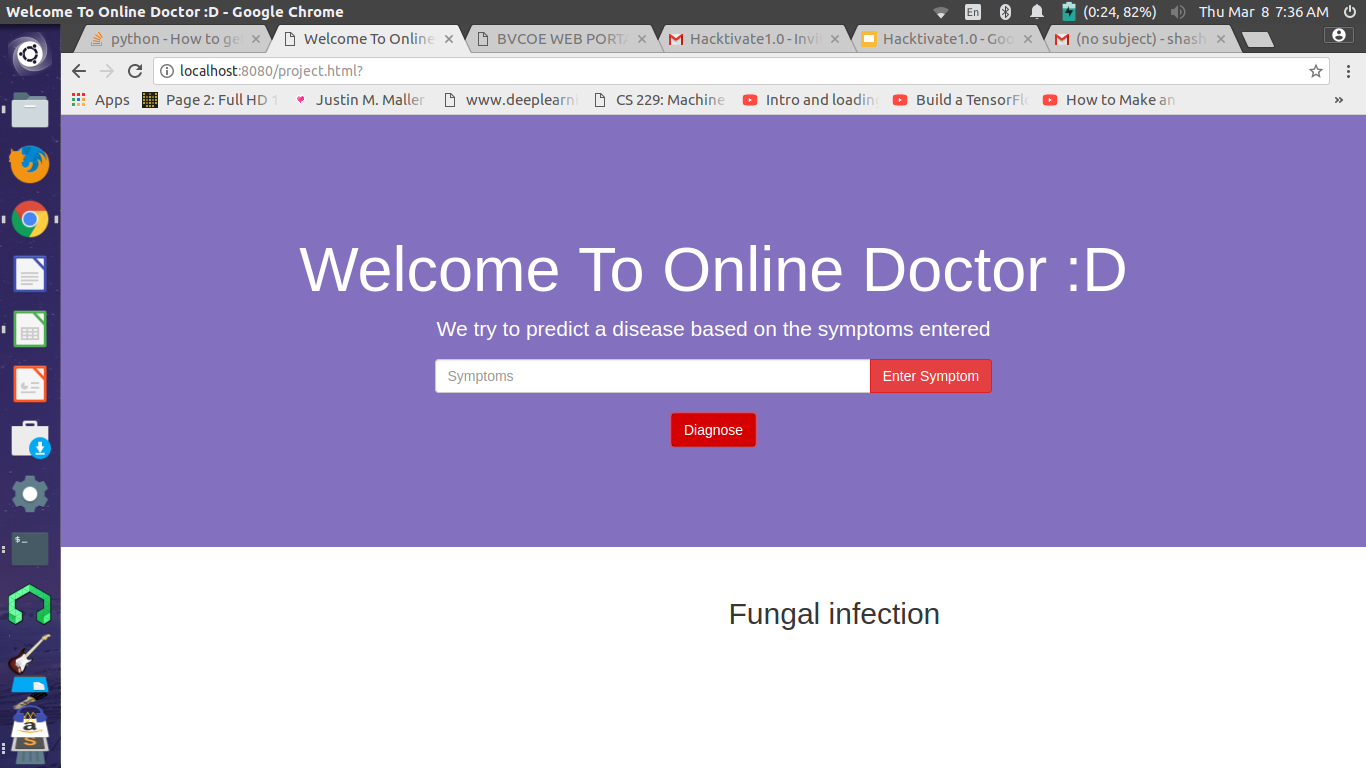 Welcome To Online Doctor :D - Google Chrome
En
(0:24, 82%)
Thu Mar 8 7:36 AM
python - How to ge
Welcome To Online
BVCOE WEB PORTA
Hacktivate1.0 - Invi
Hacktivate1.0 - Goo
(no subject) - shash
localhost:8080/project.html?
Apps
Page 2: Full HD
Justin M. Maller
www.deeplearni
CS 229: Machine
Intro and loading
Build a TensorFlo
How to Make an
»
Welcome To Online Doctor :D
We try to predict a disease based on the symptoms entered
Symptoms
Enter Symptom
Diagnose
Fungal infection
$_
a
S